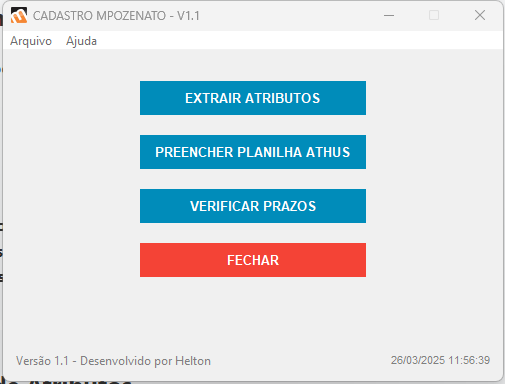 CADASTRO MPOZENATO - V1.1
Arquivo Ajuda
EXTRAIR ATRIBUTOS
PREENCHER PLANILHA ATHUS
VERIFICAR PRAZOS
FECHAR
Versão 1.1 - Desenvolvido por Helton 26/03/2025 11:56:39